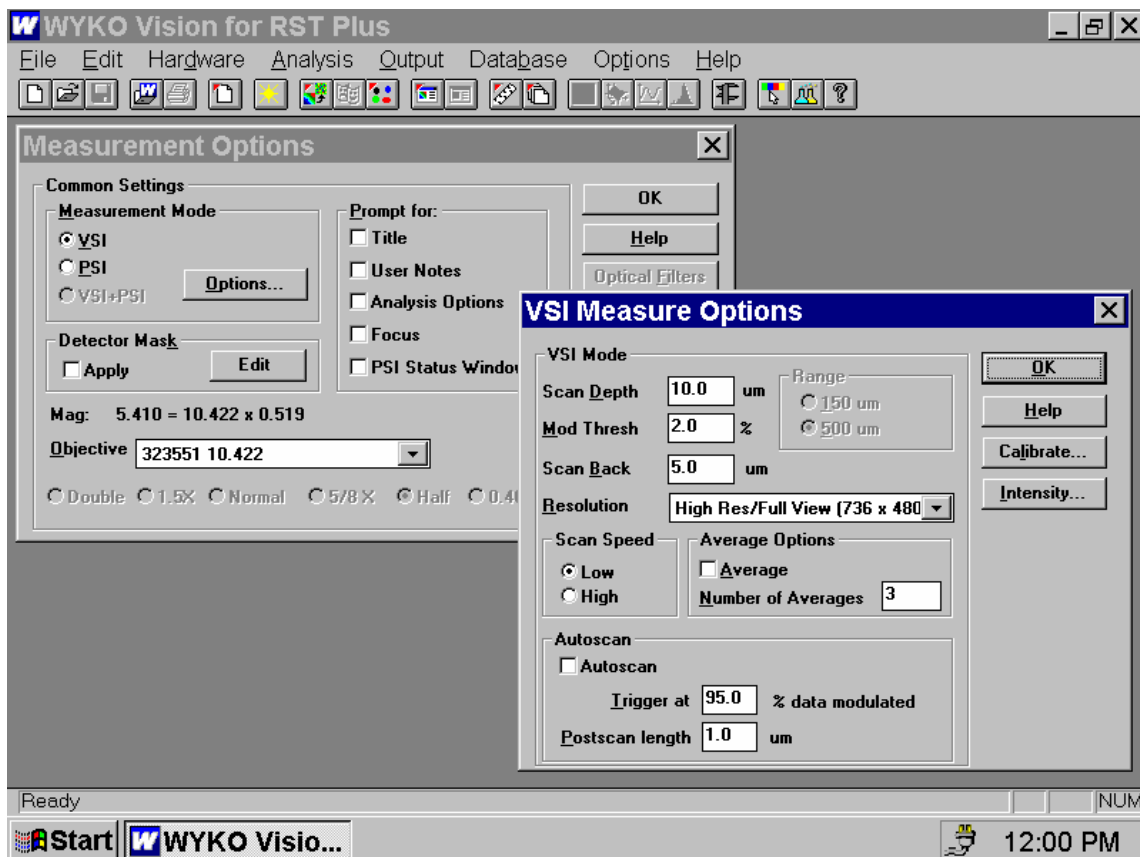 WYKO Vision for RST Plus
File Edit Hardware Analysis Output Database Options Help
Measurement Options
Common Settings
Measurement Mode
VSI
PSI
VSI+PSI
Options...
Prompt for:
Title
User Notes
Analysis Options
Focus
PSI Status Windo
OK
Help
Optical Filters
Detector Mask
Apply
Edit
Mag: 5.410 = 10.422 x 0.519
Objective 323551 10.422
Double 1.5X Normal 5/8 X Half 0.4
VSI Measure Options
VSI Mode
Scan Depth 10.0 um
Mod Thresh 2.0 %
Scan Back 5.0 um
Range
150 um
500 um
Resolution High Res/Full View (736 x 480
Scan Speed
Low
High
Average Options
Average
Number of Averages 3
Autoscan
Autoscan
Trigger at 95.0 % data modulated
Postscan length 1.0 um
OK
Help
Calibrate...
Intensity...
Ready NUM
Start WYKO Visio... 12:00 PM